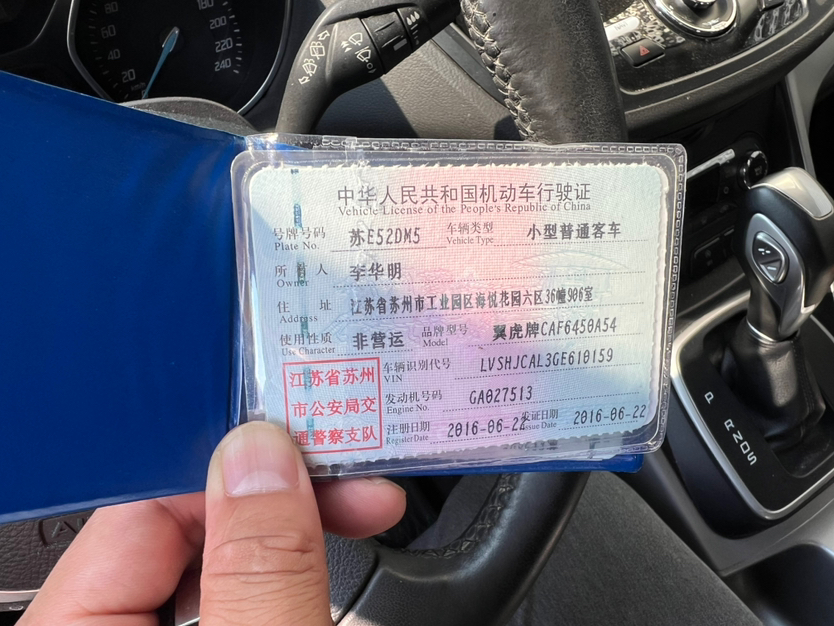 80
60
40
20
180
200
220
240
中华人民共和国机动车行驶证
Vehicle License of the People's Republic of China
号牌号码 Plate No. 苏E52DM5 车辆类型 Vehicle Type 小型普通客车
所有人 Owner 李华明
住址 Address 江苏省苏州市工业园区海悦花园六区36幢906室
使用性质 Use Character 非营运 品牌型号 Model 翼虎牌CAF6450A54
车辆识别代号 VIN LVSHJCAL3GE610159
发动机号码 Engine No. GA027513
注册日期 Register Date 2016-06-22 发证日期 Issue Date 2016-06-22
江苏省苏州
市公安局交
通警察支队
P
R
N
D
S